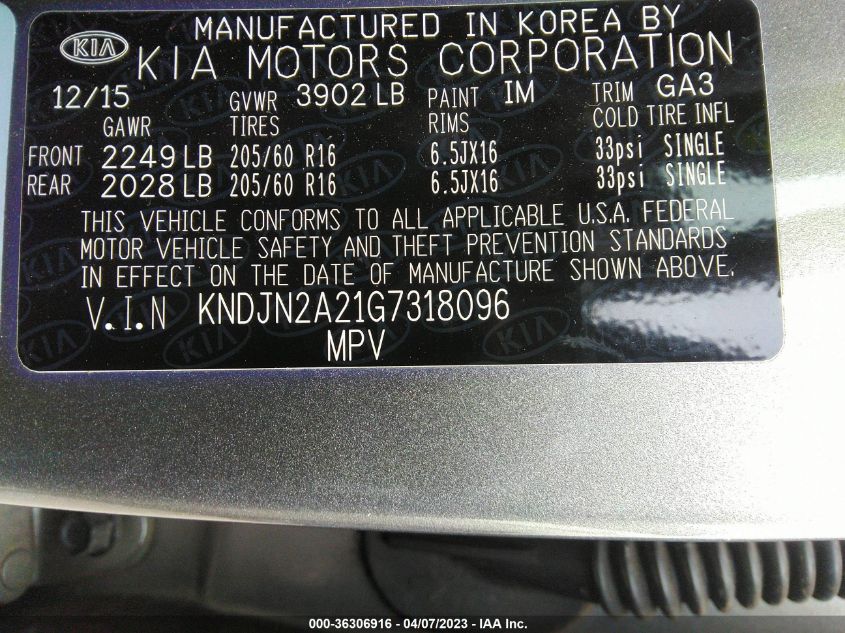 MANUFACTURED IN KOREA BY
KIA KIA MOTORS CORPORATION
12/15 GVWR 3902 LB PAINT IM TRIM GA3
GAWR TIRES RIMS COLD TIRE INFL
FRONT 2249 LB 205/60 R16 6.5JX16 33psi SINGLE
REAR 2028 LB 205/60 R16 6.5JX16 33psi SINGLE
THIS VEHICLE CONFORMS TO ALL APPLICABLE U.S.A. FEDERAL
MOTOR VEHICLE SAFETY AND THEFT PREVENTION STANDARDS
IN EFFECT ON THE DATE OF MANUFACTURE SHOWN ABOVE.
V.I.N KNDJN2A21G7318096
MPV
000-36306916 - 04/07/2023 - IAA Inc.